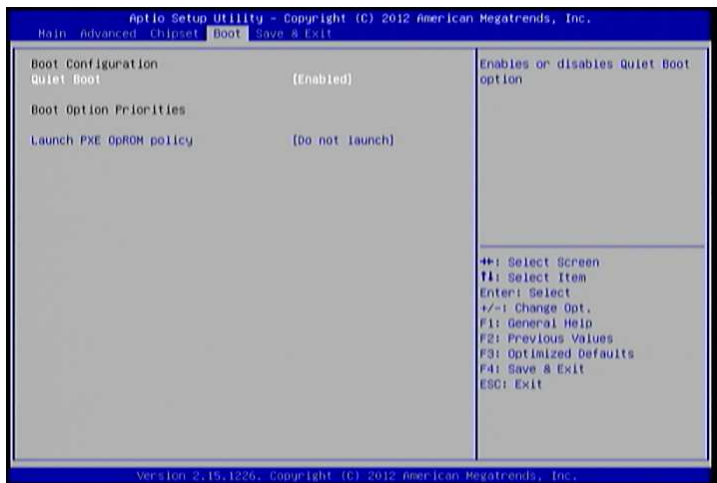 Aptio Setup Utility - Copyright (C) 2012 American Megatrends, Inc.
Main Advanced Chipset Boot Save & Exit
Boot Configuration
Quiet Boot [Enabled]
Boot Option Priorities
Launch PXE OpROM policy [Do not launch]
Enables or disables Quiet Boot
option
→←: Select Screen
↑↓: Select Item
Enter: Select
+/-: Change Opt.
F1: General Help
F2: Previous Values
F3: Optimized Defaults
F4: Save & Exit
ESC: Exit
Version 2.15.1226. Copyright (C) 2012 American Megatrends, Inc.